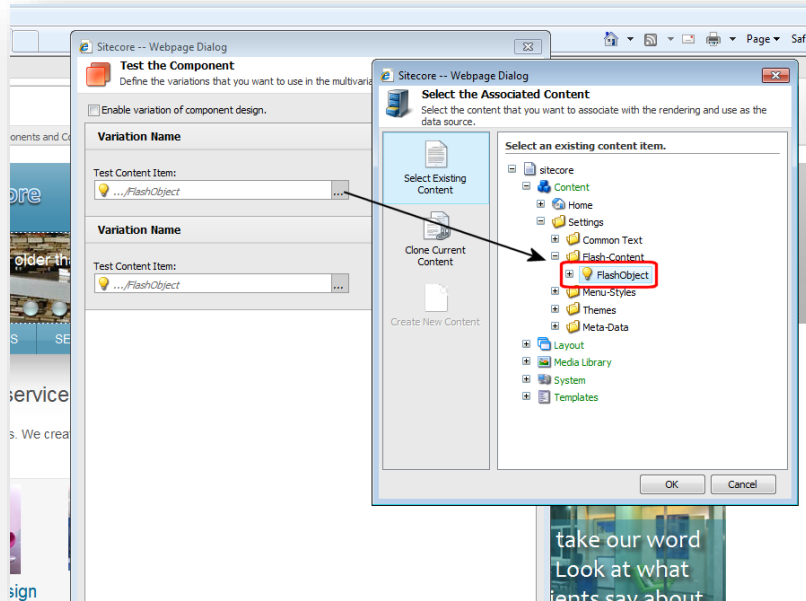 Page
Saf
Sitecore -- Webpage Dialog
Test the Component
Define the variations that you want to use in the multivaria
Enable variation of component design.
Variation Name
Test Content Item:
.../FlashObject
...
Variation Name
Test Content Item:
.../FlashObject
...
Sitecore -- Webpage Dialog
Select the Associated Content
Select the content that you want to associate with the rendering and use as the
data source.
Select Existing
Content
Clone Current
Content
Create New Content
Select an existing content item.
sitecore
Content
Home
Settings
Common Text
Flash-Content
FlashObject
Menu-Styles
Themes
Meta-Data
Layout
Media Library
System
Templates
OK
Cancel
onents and Co
ore
older th
S
SE
service
s. We crea
sign
take our word
Look at what
ients say about